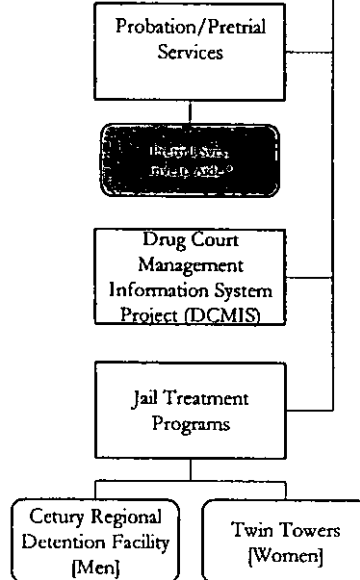 Probation/Pretrial
Services
Drug Court
Management
Information System
Project (DCMIS)
Jail Treatment
Programs
Cetury Regional
Detention Facility
[Men]
Twin Towers
[Women]